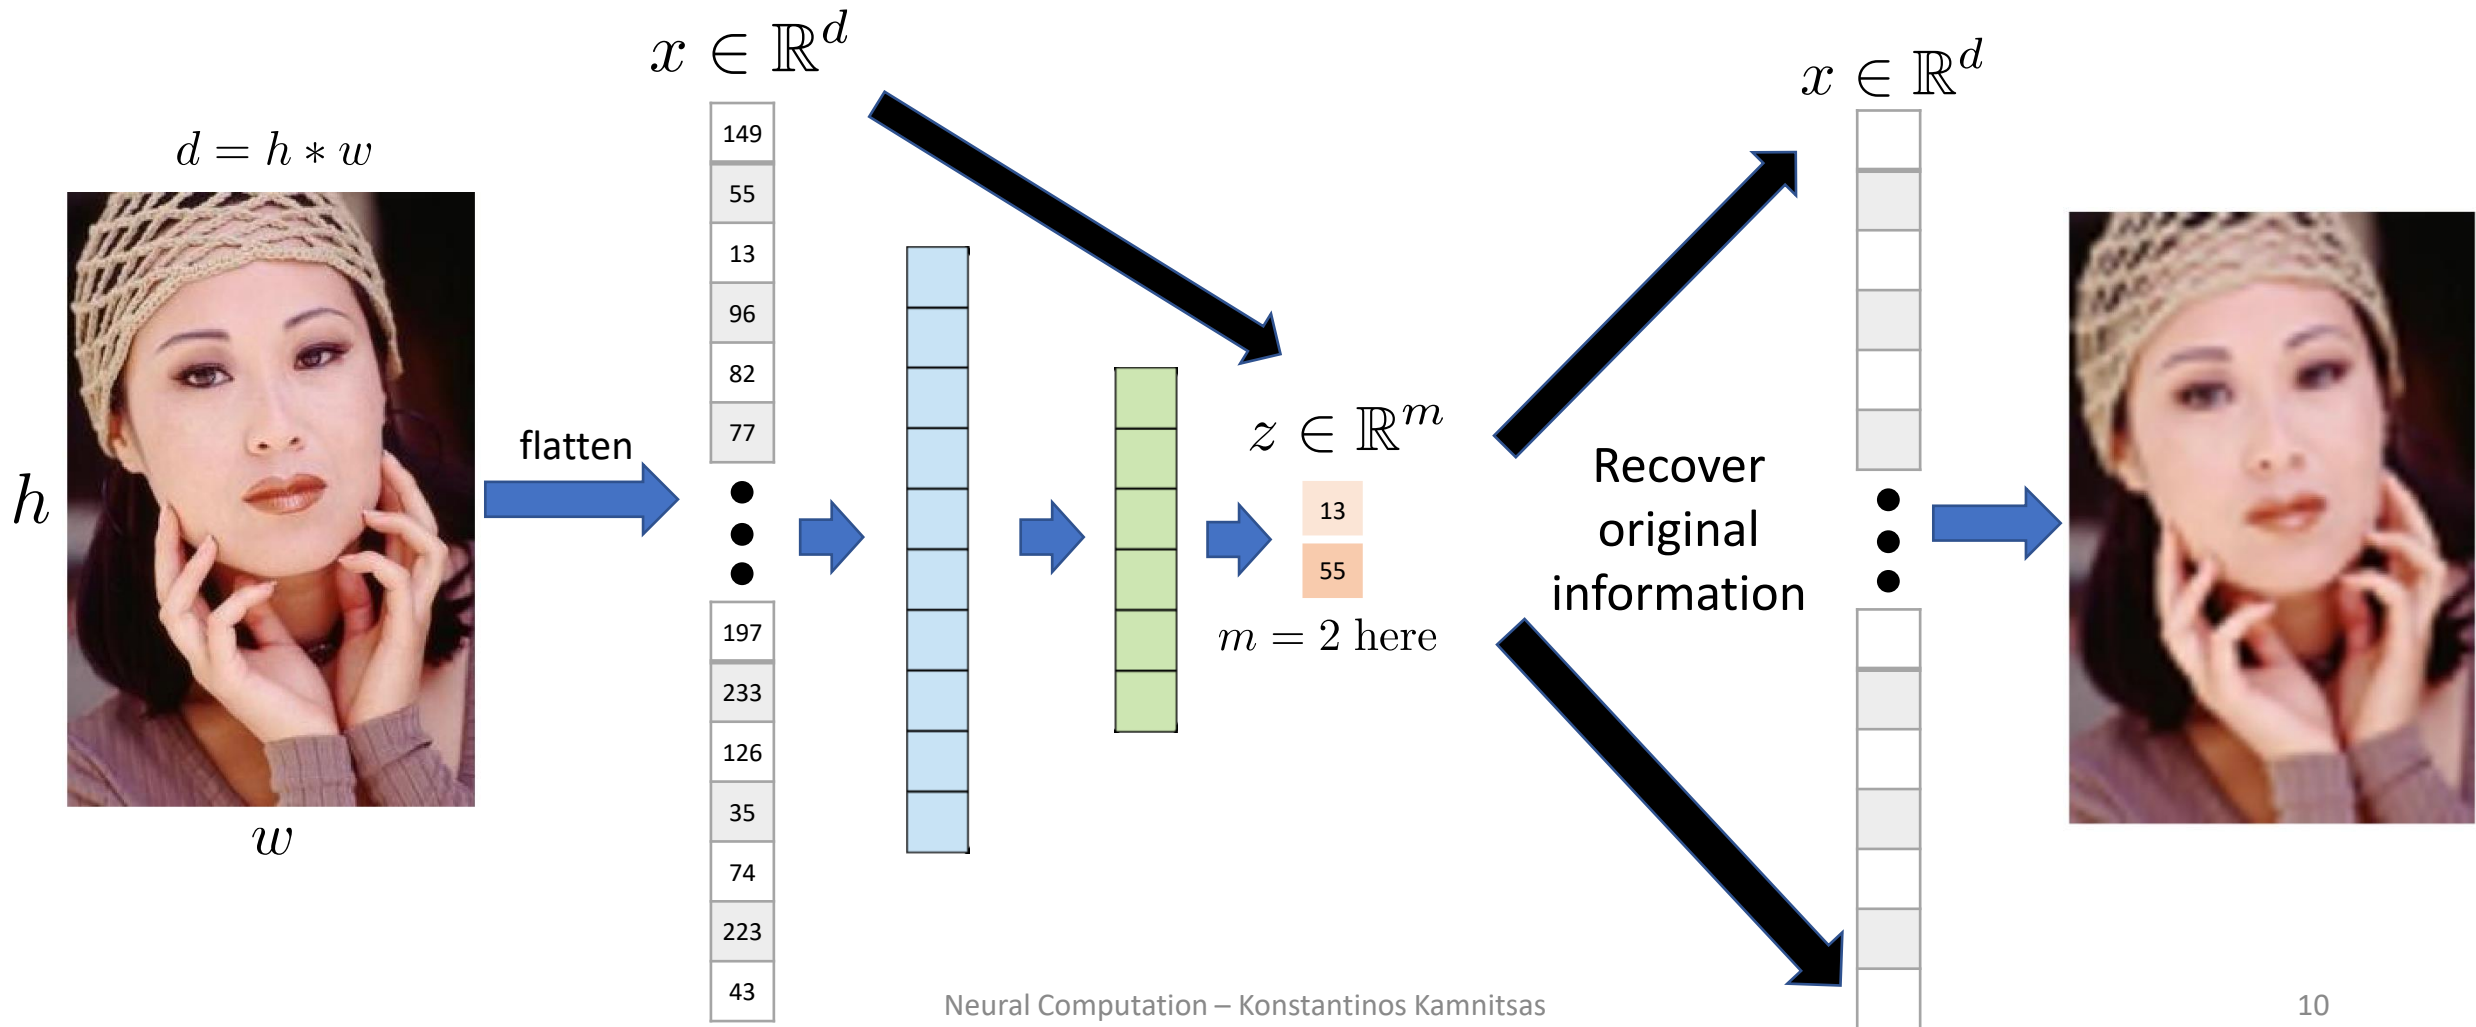 x ∈ ℝ^d
d = h ∗ w
h
w
flatten
149
55
13
96
82
77
197
233
126
35
74
223
43
z ∈ ℝ^m
13
55
m = 2 here
Recover
original
information
x ∈ ℝ^d
Neural Computation – Konstantinos Kamnitsas
10